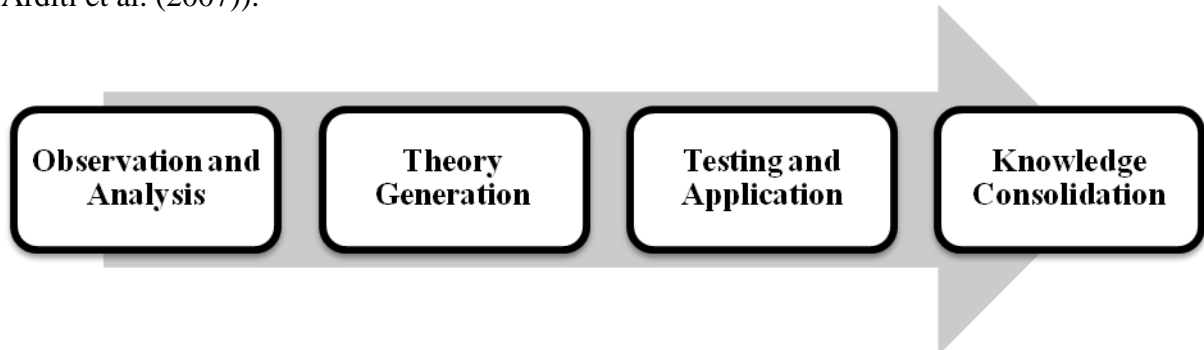 Arditi et al. (2007)).
Observation and
Analysis
Theory
Generation
Testing and
Application
Knowledge
Consolidation